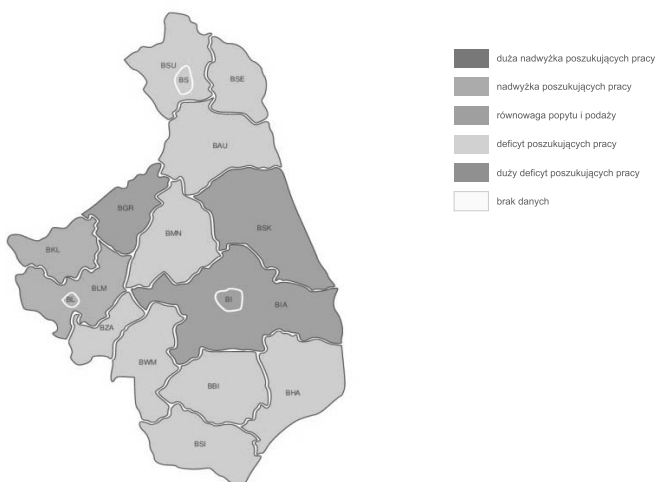 BSU
BS
BSE
BAU
BGR
BMN
BSK
BKL
BL
BLM
BI
BIA
BZA
BWM
BBI
BHA
BSI
duża nadwyżka poszukujących pracy
nadwyżka poszukujących pracy
równowaga popytu i podaży
deficyt poszukujących pracy
duży deficyt poszukujących pracy
brak danych